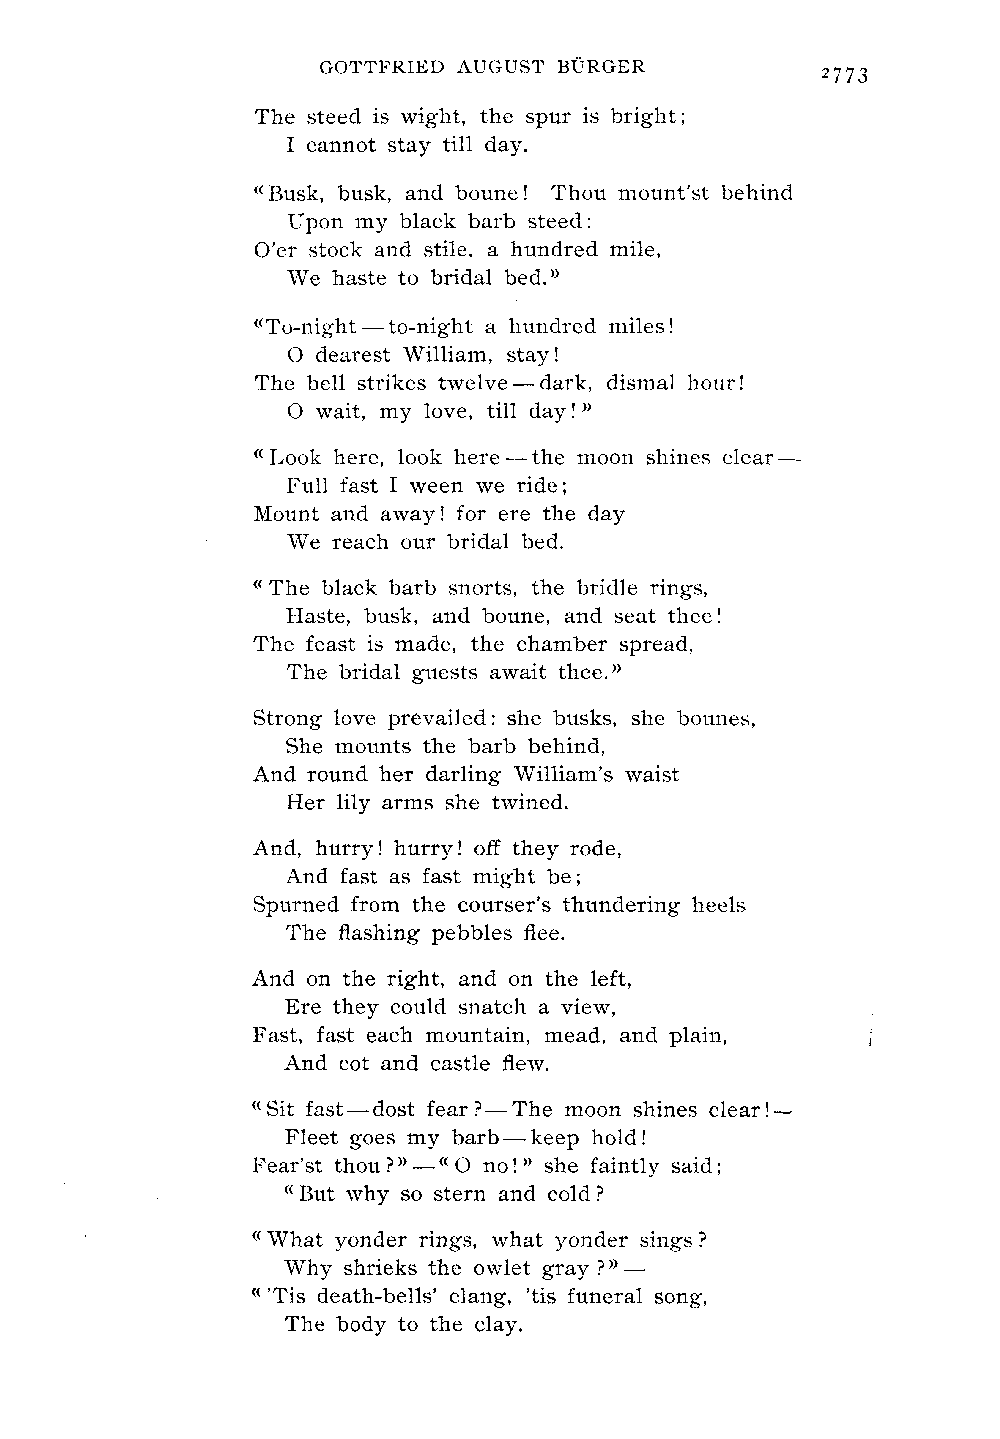 GOTTFRIED AUGUST BÜRGER
2773
The steed is wight, the spur is bright;
I cannot stay till day.
“Busk, busk, and boune! Thou mount'st behind
Upon my black barb steed:
O'er stock and stile, a hundred mile,
We haste to bridal bed.”
“To-night — to-night a hundred miles!
O dearest William, stay!
The bell strikes twelve — dark, dismal hour!
O wait, my love, till day!”
“Look here, look here — the moon shines clear —
Full fast I ween we ride;
Mount and away! for ere the day
We reach our bridal bed.
“The black barb snorts, the bridle rings,
Haste, busk, and boune, and seat thee!
The feast is made, the chamber spread,
The bridal guests await thee.”
Strong love prevailed: she busks, she bounes,
She mounts the barb behind,
And round her darling William's waist
Her lily arms she twined.
And, hurry! hurry! off they rode,
And fast as fast might be;
Spurned from the courser's thundering heels
The flashing pebbles flee.
And on the right, and on the left,
Ere they could snatch a view,
Fast, fast each mountain, mead, and plain,
And cot and castle flew.
“Sit fast — dost fear? — The moon shines clear! —
Fleet goes my barb — keep hold!
Fear'st thou?” — “O no!” she faintly said;
“But why so stern and cold?
“What yonder rings, what yonder sings?
Why shrieks the owlet gray?” —
“'Tis death-bells' clang, 'tis funeral song,
The body to the clay.